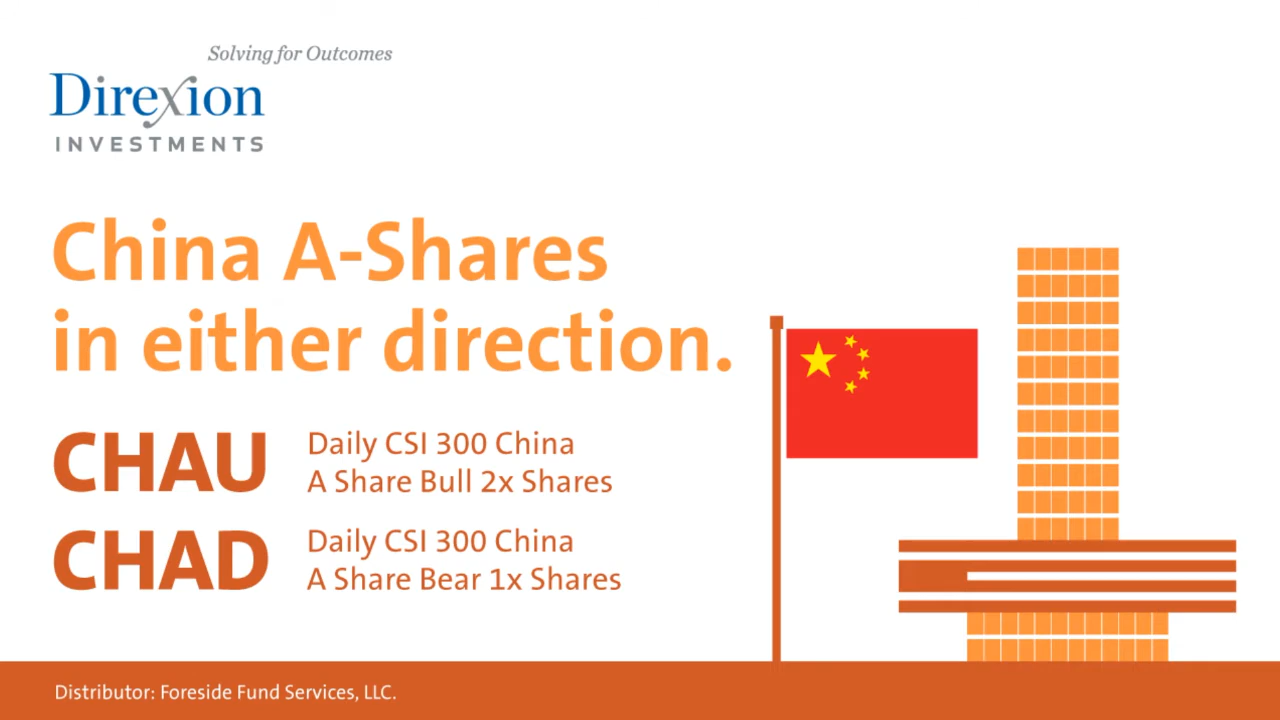 Solving for Outcomes
Direxion
INVESTMENTS
China A-Shares
in either direction.
CHAU
Daily CSI 300 China
A Share Bull 2x Shares
CHAD
Daily CSI 300 China
A Share Bear 1x Shares
Distributor: Foreside Fund Services, LLC.